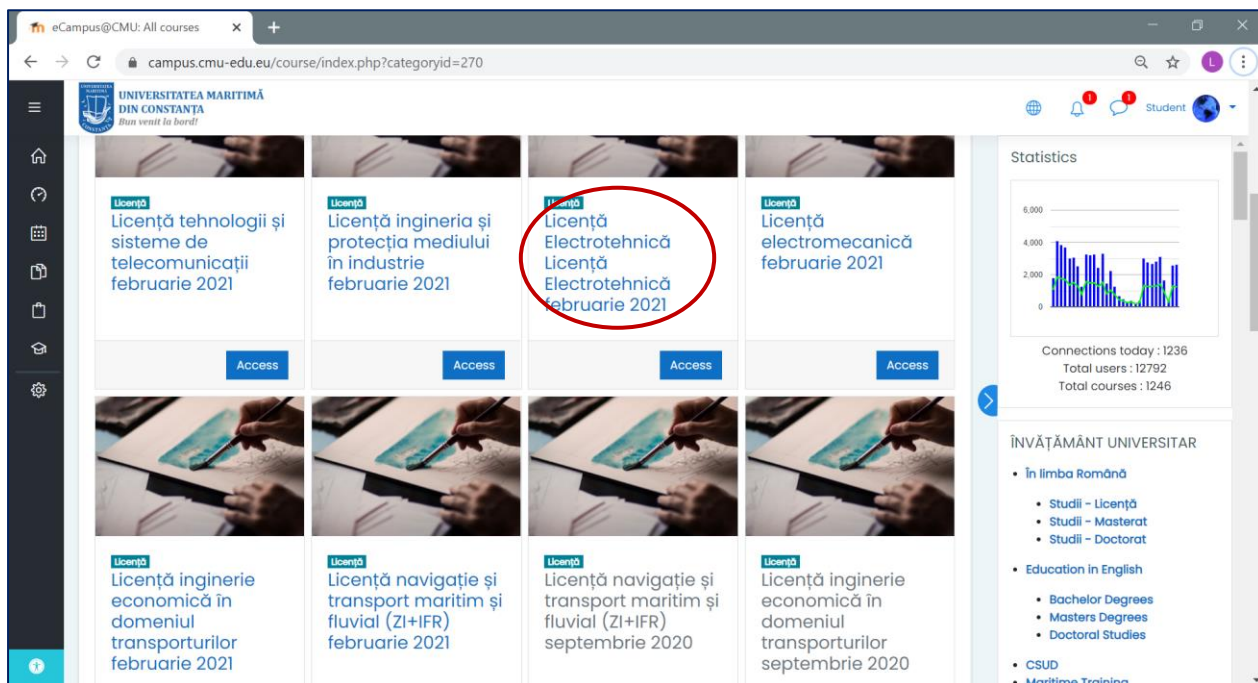 eCampus@CMU: All courses
campus.cmu-edu.eu/course/index.php?categoryid=270
L
UNIVERSITATEA MARITIMĂ
DIN CONSTANȚA
Bun venit la bord!
1
1
Student
Licență
Licență tehnologii și
sisteme de
telecomunicații
februarie 2021
Access
Licență
Licență ingineria și
protecția mediului
în industrie
februarie 2021
Access
Licență
Licență
Electrotehnică
Licență
Electrotehnică
februarie 2021
Access
Licență
Licență
electromecanică
februarie 2021
Access
Licență
Licență inginerie
economică în
domeniul
transporturilor
februarie 2021
Licență
Licență navigație și
transport maritim și
fluvial (ZI+IFR)
februarie 2021
Licență
Licență navigație și
transport maritim și
fluvial (ZI+IFR)
septembrie 2020
Licență
Licență inginerie
economică în
domeniul
transporturilor
septembrie 2020
Statistics
6,000
4,000
2,000
0
Connections today : 1236
Total users : 12792
Total courses : 1246
ÎNVĂȚĂMÂNT UNIVERSITAR
În limba Română
Studii - Licență
Studii - Masterat
Studii - Doctorat
Education in English
Bachelor Degrees
Masters Degrees
Doctoral Studies
CSUD
Maritime Training